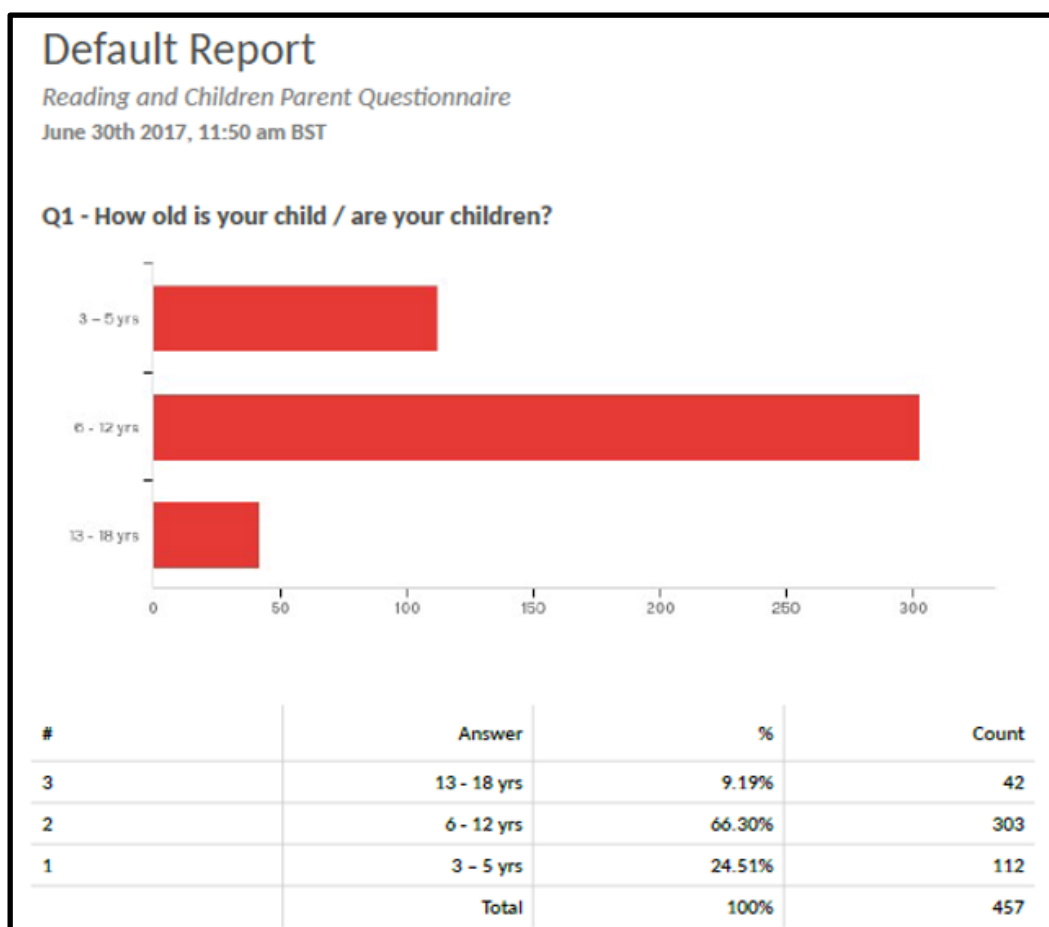 Default Report
Reading and Children Parent Questionnaire
June 30th 2017, 11:50 am BST
Q1 - How old is your child / are your children?
3 – 5 yrs
6 - 12 yrs
13 - 18 yrs
0 50 100 150 200 250 300
# Answer % Count
3 13 - 18 yrs 9.19% 42
2 6 - 12 yrs 66.30% 303
1 3 – 5 yrs 24.51% 112
Total 100% 457